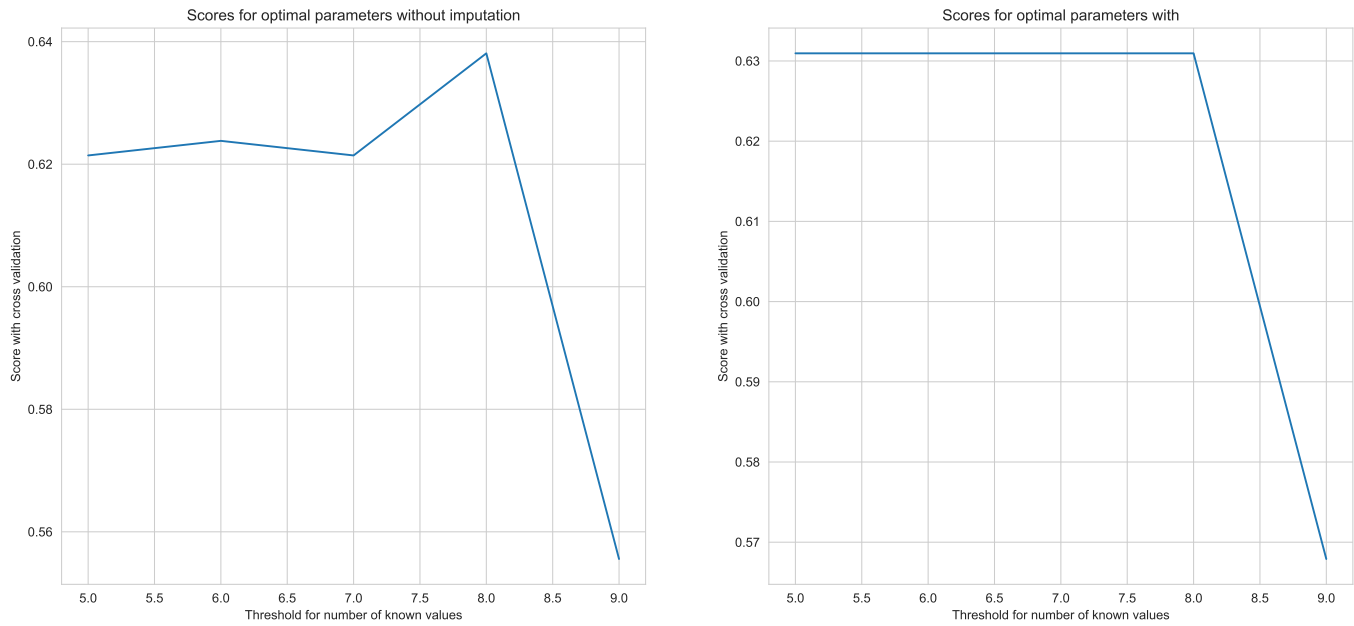 Scores for optimal parameters without imputation
Score with cross validation
0.64
0.62
0.60
0.58
0.56
5.0 5.5 6.0 6.5 7.0 7.5 8.0 8.5 9.0
Threshold for number of known values
Scores for optimal parameters with
Score with cross validation
0.63
0.62
0.61
0.60
0.59
0.58
0.57
5.0 5.5 6.0 6.5 7.0 7.5 8.0 8.5 9.0
Threshold for number of known values